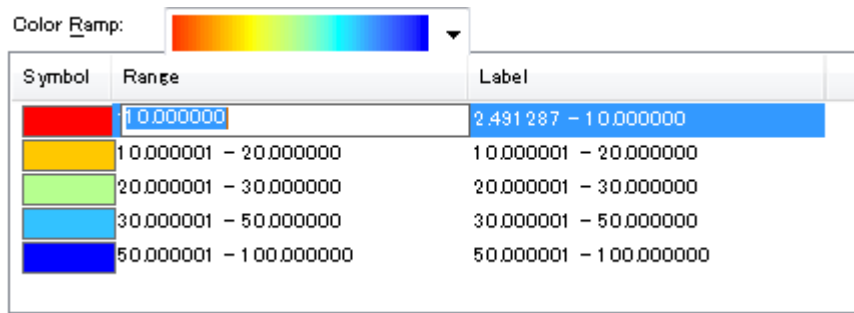 Color Ramp:
Symbol Range Label
10.000000 2.491287 - 10.000000
10.000001 - 20.000000 10.000001 - 20.000000
20.000001 - 30.000000 20.000001 - 30.000000
30.000001 - 50.000000 30.000001 - 50.000000
50.000001 - 100.000000 50.000001 - 100.000000